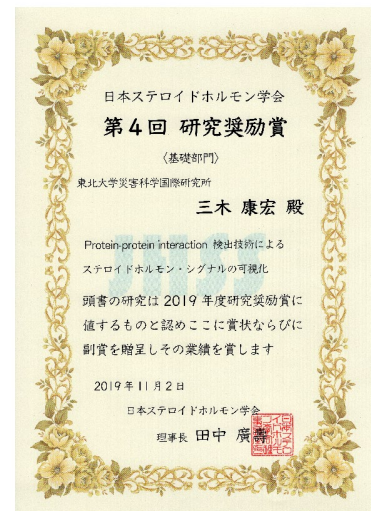 日本ステロイドホルモン学会
第4回 研究奨励賞
〈基礎部門〉
東北大学災害科学国際研究所
三木 康宏 殿
Protein-protein interaction 検出技術による
ステロイドホルモン・シグナルの可視化
JHSS
頭書の研究は2019年度研究奨励賞に
値するものと認めここに賞状ならびに
副賞を贈呈しその業績を賞します
2019年11月2日
日本ステロイドホルモン学会
理事長 田中 廣壽